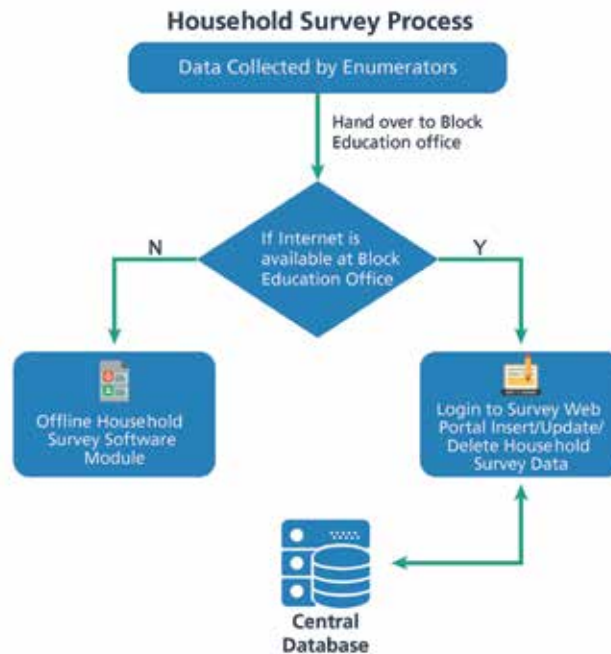 Household Survey Process
Data Collected by Enumerators
Hand over to Block
Education office
If Internet is
available at Block
Education Office
N
Y
Offline Household
Survey Software
Module
Login to Survey Web
Portal Insert/Update/
Delete Household
Survey Data
Central
Database